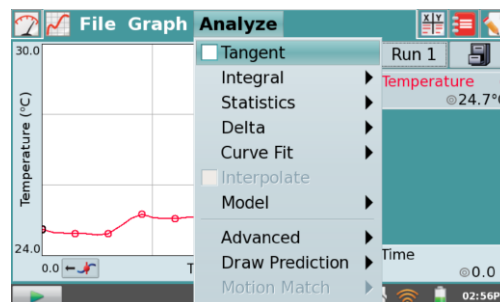 File Graph Analyze
X Y
30.0
Temperature (°C)
24.0
0.0
T
Tangent
Integral
Statistics
Delta
Curve Fit
Interpolate
Model
Advanced
Draw Prediction
Motion Match
Run 1
Temperature
24.7°
Time
0.0
02:56P